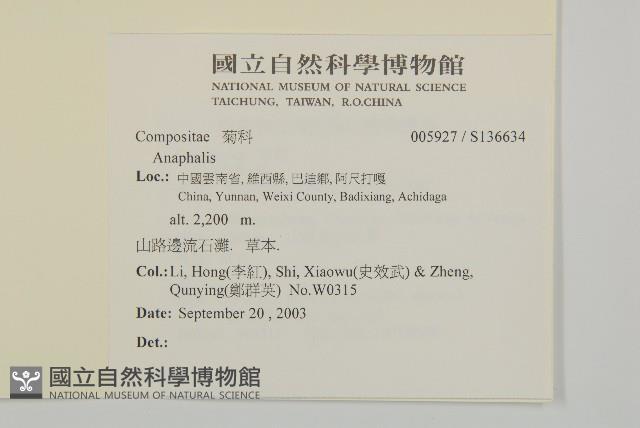 國立自然科學博物館
NATIONAL MUSEUM OF NATURAL SCIENCE
TAICHUNG, TAIWAN, R.O.CHINA
Compositae 菊科 005927 / S136634
Anaphalis
Loc.: 中國雲南省, 維西縣, 巴迪鄉, 阿尺打嘎
China, Yunnan, Weixi County, Badixiang, Achidaga
alt. 2,200 m.
山路邊流石灘. 草本.
Col.: Li, Hong(李紅), Shi, Xiaowu(史效武) & Zheng,
Qunying(鄭群英) No.W0315
Date: September 20 , 2003
Det.:
國立自然科學博物館
NATIONAL MUSEUM OF NATURAL SCIENCE